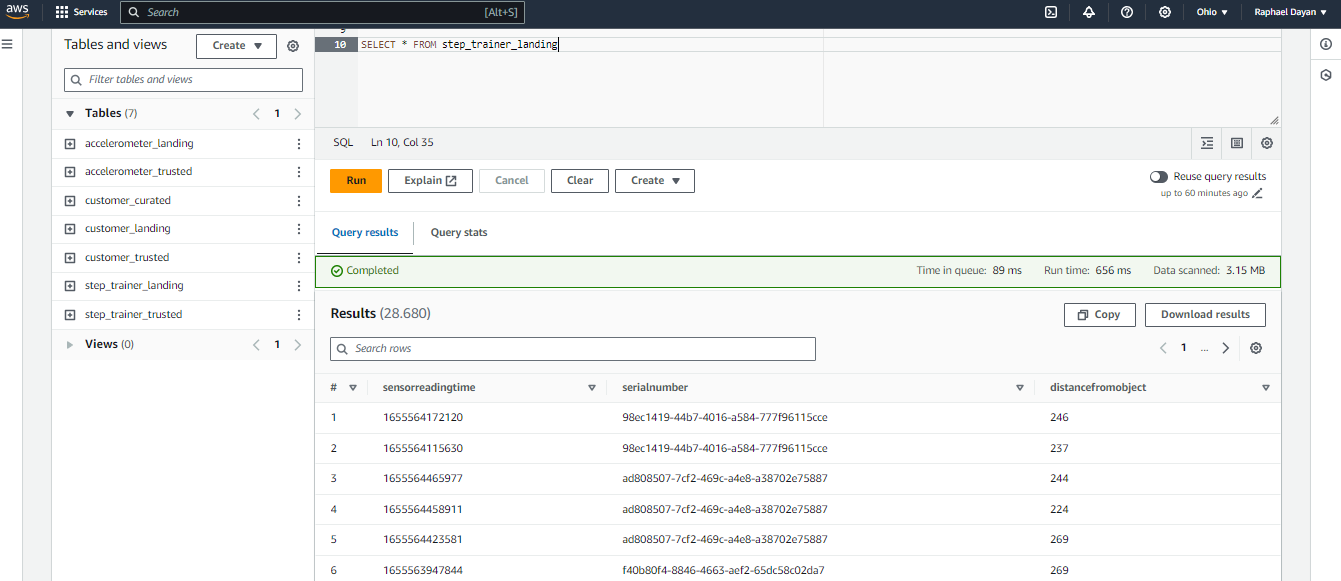 aws Services Search [Alt+S] Ohio ▼ Raphael Dayan ▼
Tables and views Create ▼
Filter tables and views
Tables (7) 1
accelerometer_landing
accelerometer_trusted
customer_curated
customer_landing
customer_trusted
step_trainer_landing
step_trainer_trusted
Views (0) 1
10 SELECT * FROM step_trainer_landing
SQL Ln 10, Col 35
Run Explain Cancel Clear Create ▼ Reuse query results
up to 60 minutes ago
Query results Query stats
Completed Time in queue: 89 ms Run time: 656 ms Data scanned: 3.15 MB
Results (28.680) Copy Download results
Search rows 1 ...
# sensorreadingtime serialnumber distancefromobject
1 1655564172120 98ec1419-44b7-4016-a584-777f96115cce 246
2 1655564115630 98ec1419-44b7-4016-a584-777f96115cce 237
3 1655564465977 ad808507-7cf2-469c-a4e8-a38702e75887 244
4 1655564458911 ad808507-7cf2-469c-a4e8-a38702e75887 224
5 1655564423581 ad808507-7cf2-469c-a4e8-a38702e75887 269
6 1655563947844 f40b80f4-8846-4663-aef2-65dc58c02da7 269